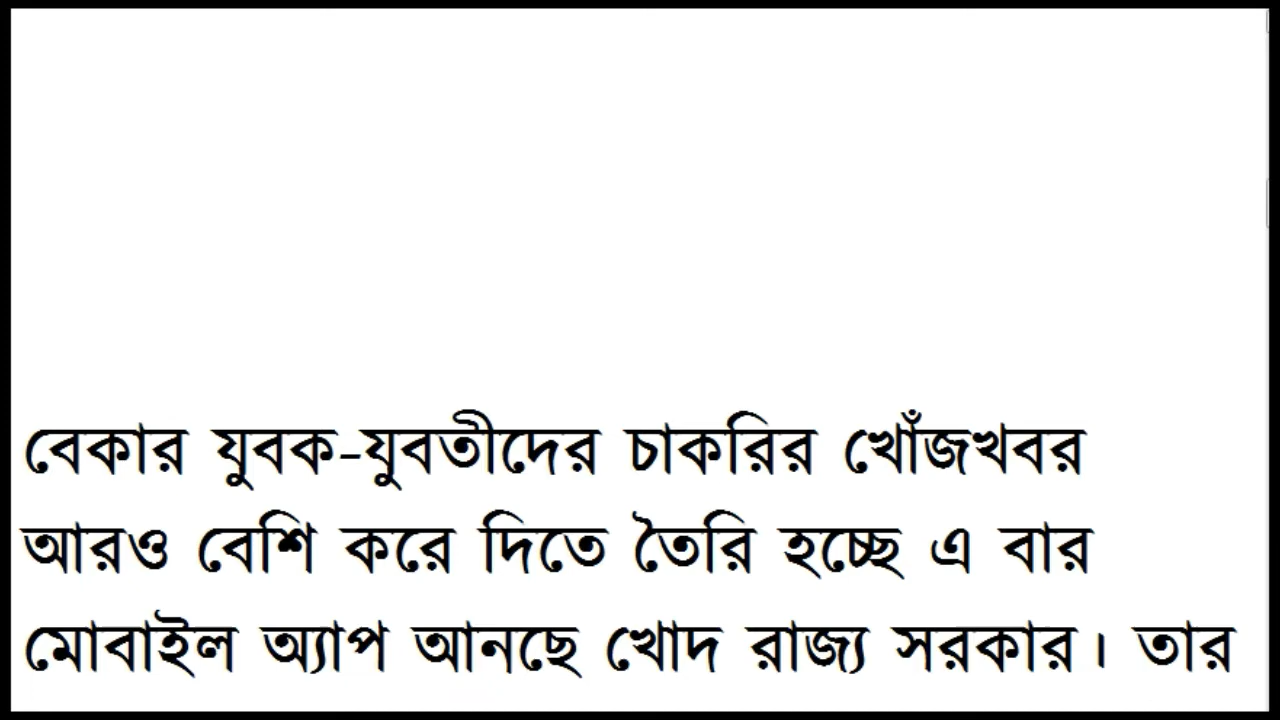 বেকার যুবক-যুবতীদের চাকরির খোঁজখবর
আরও বেশি করে দিতে তৈরি হচ্ছে এ বার
মোবাইল অ্যাপ আনছে খোদ রাজ্য সরকার। তার